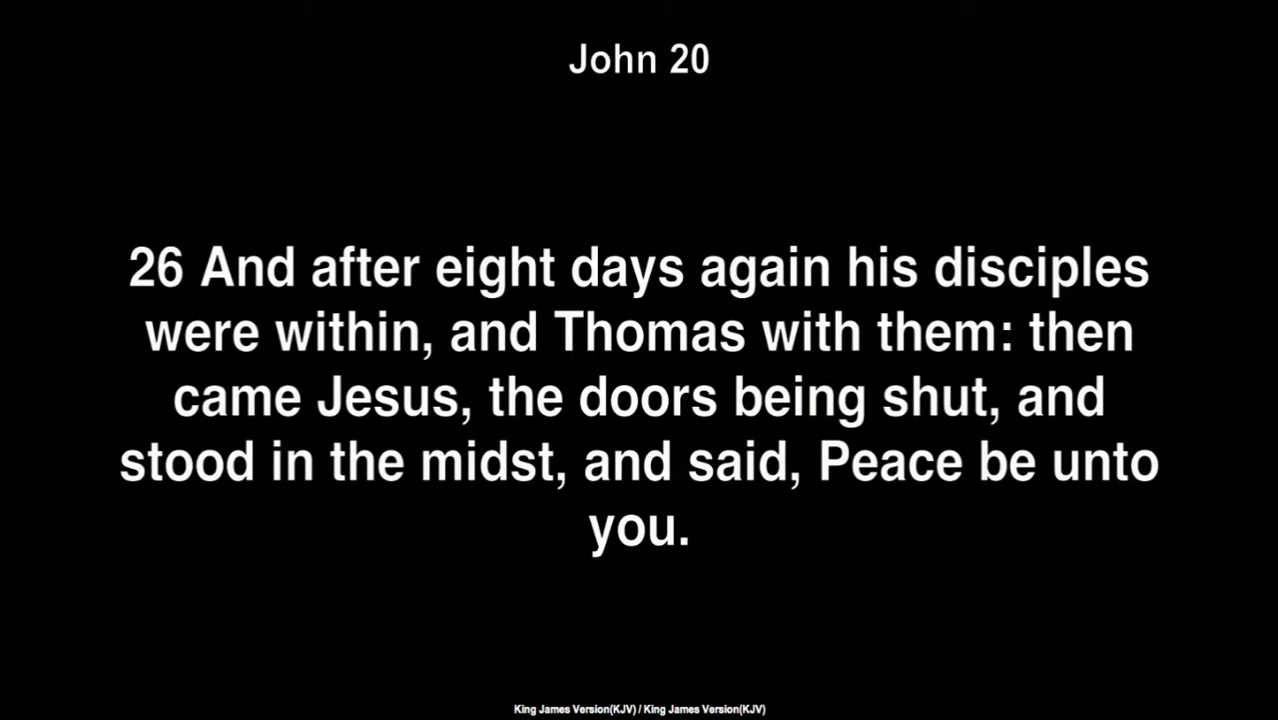 John 20
26 And after eight days again his disciples
were within, and Thomas with them: then
came Jesus, the doors being shut, and
stood in the midst, and said, Peace be unto
you.
King James Version(KJV) / King James Version(KJV)